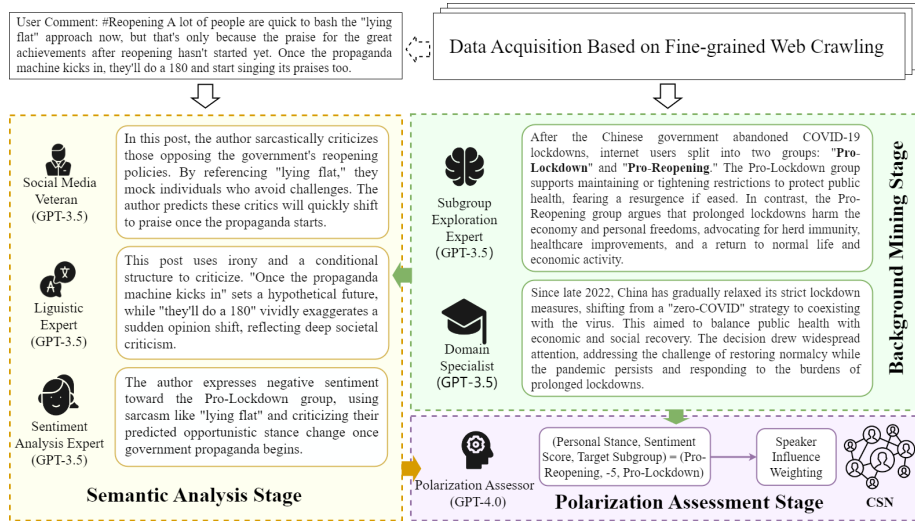 User Comment: #Reopening A lot of people are quick to bash the "lying
flat" approach now, but that's only because the praise for the great
achievements after reopening hasn't started yet. Once the propaganda
machine kicks in, they'll do a 180 and start singing its praises too.
Data Acquisition Based on Fine-grained Web Crawling
Social Media
Veteran
(GPT-3.5)
In this post, the author sarcastically criticizes
those opposing the government's reopening
policies. By referencing "lying flat," they
mock individuals who avoid challenges. The
author predicts these critics will quickly shift
to praise once the propaganda starts.
Liguistic
Expert
(GPT-3.5)
This post uses irony and a conditional
structure to criticize. "Once the propaganda
machine kicks in" sets a hypothetical future,
while "they'll do a 180" vividly exaggerates
a sudden opinion shift, reflecting deep societal
criticism.
Sentiment
Analysis Expert
(GPT-3.5)
The author expresses negative sentiment
toward the Pro-Lockdown group, using
sarcasm like "lying flat" and criticizing their
predicted opportunistic stance change once
government propaganda begins.
Semantic Analysis Stage
Subgroup
Exploration
Expert
(GPT-3.5)
After the Chinese government abandoned COVID-19
lockdowns, internet users split into two groups: "Pro-
Lockdown" and "Pro-Reopening." The Pro-Lockdown group
supports maintaining or tightening restrictions to protect public
health, fearing a resurgence if eased. In contrast, the Pro-
Reopening group argues that prolonged lockdowns harm the
economy and personal freedoms, advocating for herd immunity,
healthcare improvements, and a return to normal life and
economic activity.
Domain
Specialist
(GPT-3.5)
Since late 2022, China has gradually relaxed its strict lockdown
measures, shifting from a "zero-COVID" strategy to coexisting
with the virus. This aimed to balance public health with
economic and social recovery. The decision drew widespread
attention, addressing the challenge of restoring normalcy while
the pandemic persists and responding to the burdens of
prolonged lockdowns.
Background Mining Stage
Polarization Assessor
(GPT-4.0)
(Personal Stance, Sentiment
Score, Target Subgroup) = (Pro-
Reopening, -5, Pro-Lockdown)
Speaker
Influence
Weighting
CSN
Polarization Assessment Stage